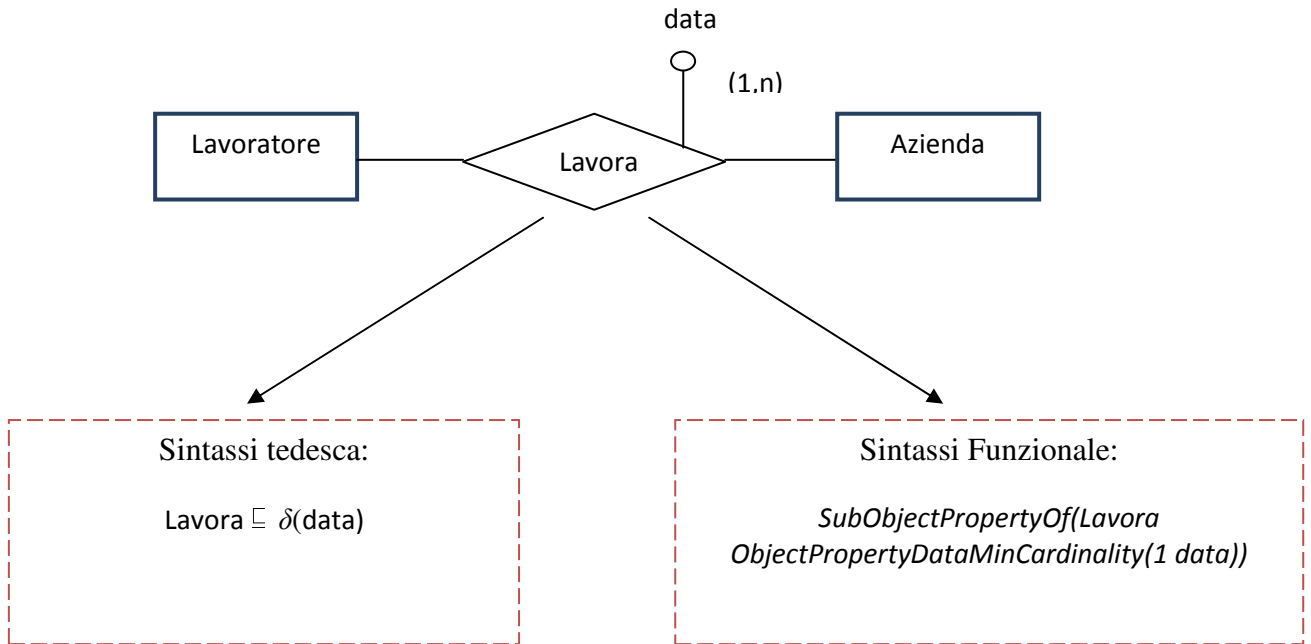 data
(1,n)
Lavoratore
Lavora
Azienda
Sintassi tedesca:
Lavora ⊑ δ(data)
Sintassi Funzionale:
SubObjectPropertyOf(Lavora
ObjectPropertyDataMinCardinality(1 data))